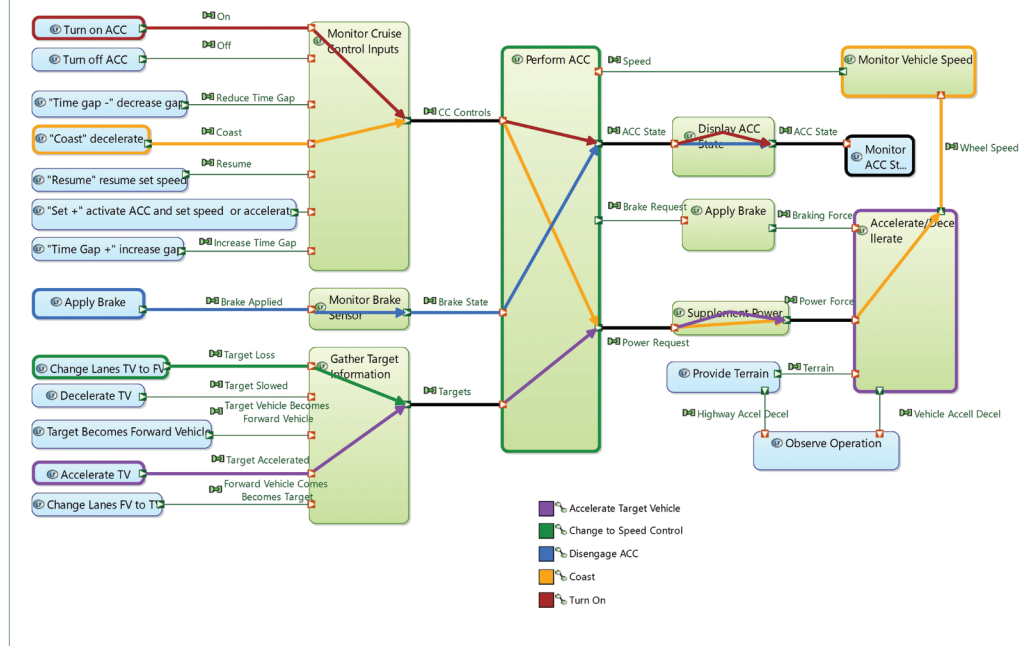 Turn on ACC
On
Turn off ACC
Off
"Time gap -" decrease gap
Reduce Time Gap
"Coast" decelerate
Coast
"Resume" resume set speed
Resume
"Set +" activate ACC and set speed or accelerat
"Time Gap +" increase gap
Increase Time Gap
Monitor Cruise
Control Inputs
CC Controls
Apply Brake
Brake Applied
Monitor Brake
Sensor
Brake State
Change Lanes TV to FV
Target Loss
Decelerate TV
Target Slowed
Target Becomes Forward Vehicle
Target Vehicle Becomes
Forward Vehicle
Accelerate TV
Target Accelerated
Change Lanes FV to TV
Forward Vehicle Comes
Becomes Target
Gather Target
Information
Targets
Perform ACC
Speed
Monitor Vehicle Speed
ACC State
Display ACC
State
ACC State
Monitor
ACC St...
Wheel Speed
Brake Request
Apply Brake
Braking Force
Accelerate/Dece
llerate
Power Request
Supplement Power
Power Force
Provide Terrain
Terrain
Highway Accel Decel
Vehicle Accell Decel
Observe Operation
Accelerate Target Vehicle
Change to Speed Control
Disengage ACC
Coast
Turn On